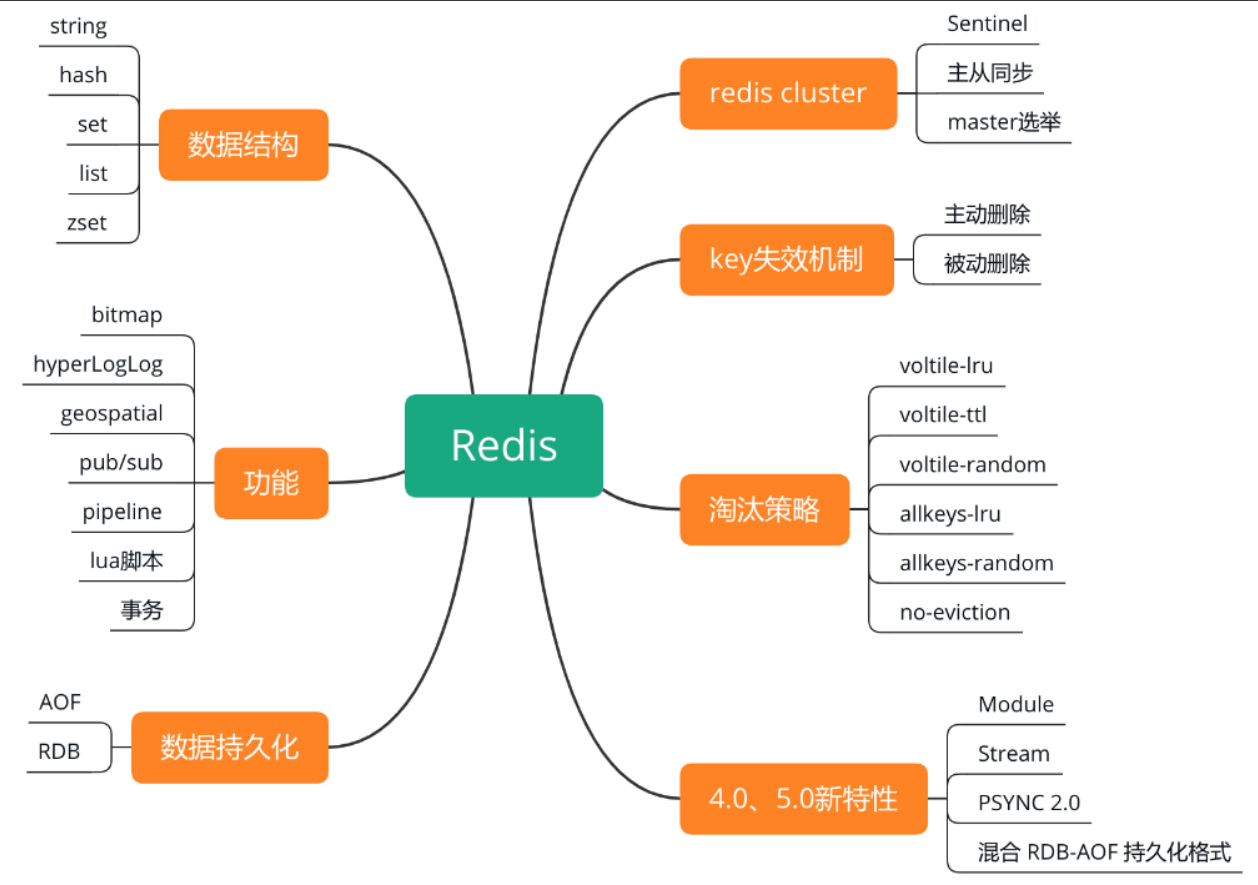 Redis
数据结构
string
hash
set
list
zset
功能
bitmap
hyperLogLog
geospatial
pub/sub
pipeline
lua脚本
事务
数据持久化
AOF
RDB
redis cluster
Sentinel
主从同步
master选举
key失效机制
主动删除
被动删除
淘汰策略
voltile-lru
voltile-ttl
voltile-random
allkeys-lru
allkeys-random
no-eviction
4.0、5.0新特性
Module
Stream
PSYNC 2.0
混合 RDB-AOF 持久化格式